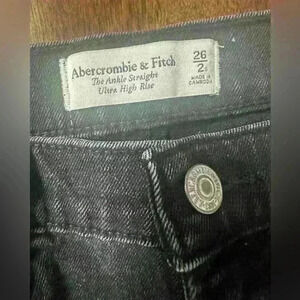 Abercrombie & Fitch
The Ankle Straight
Ultra High Rise
26
2
MADE IN
CAMBODIA